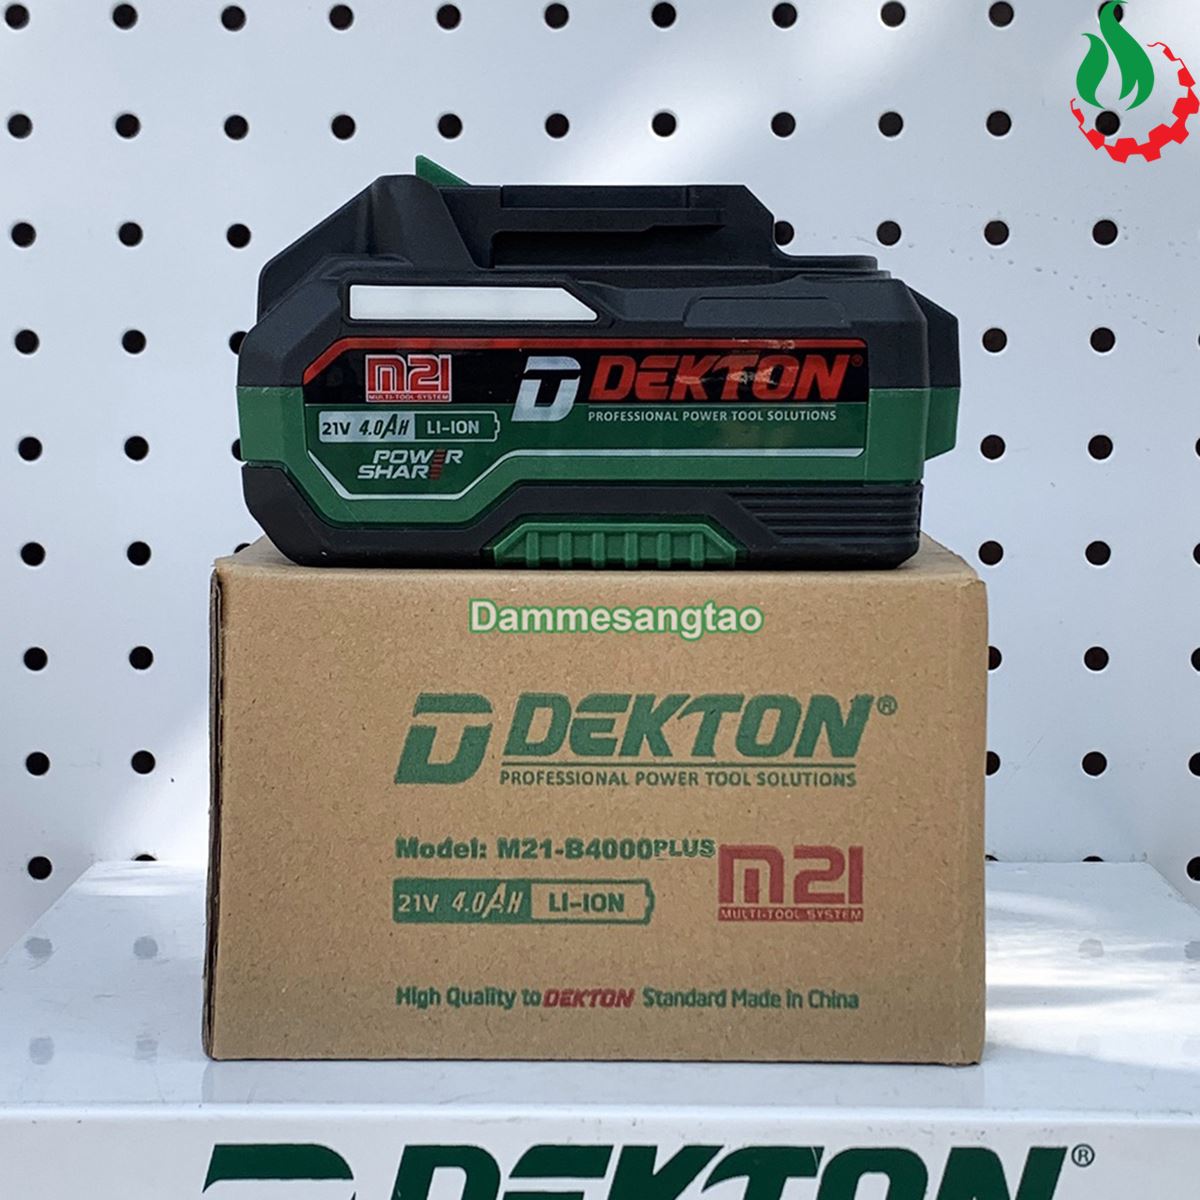 M21
MULTI-TOOL SYSTEM
DEKTON®
PROFESSIONAL POWER TOOL SOLUTIONS
21V 4.0AH LI-ION
POWER
SHARE
Dammesangtao
DEKTON®
PROFESSIONAL POWER TOOL SOLUTIONS
Model: M21-B4000PLUS
M21
21V 4.0AH LI-ION
MULTI-TOOL SYSTEM
High Quality to DEKTON Standard Made in China
DEKTON®